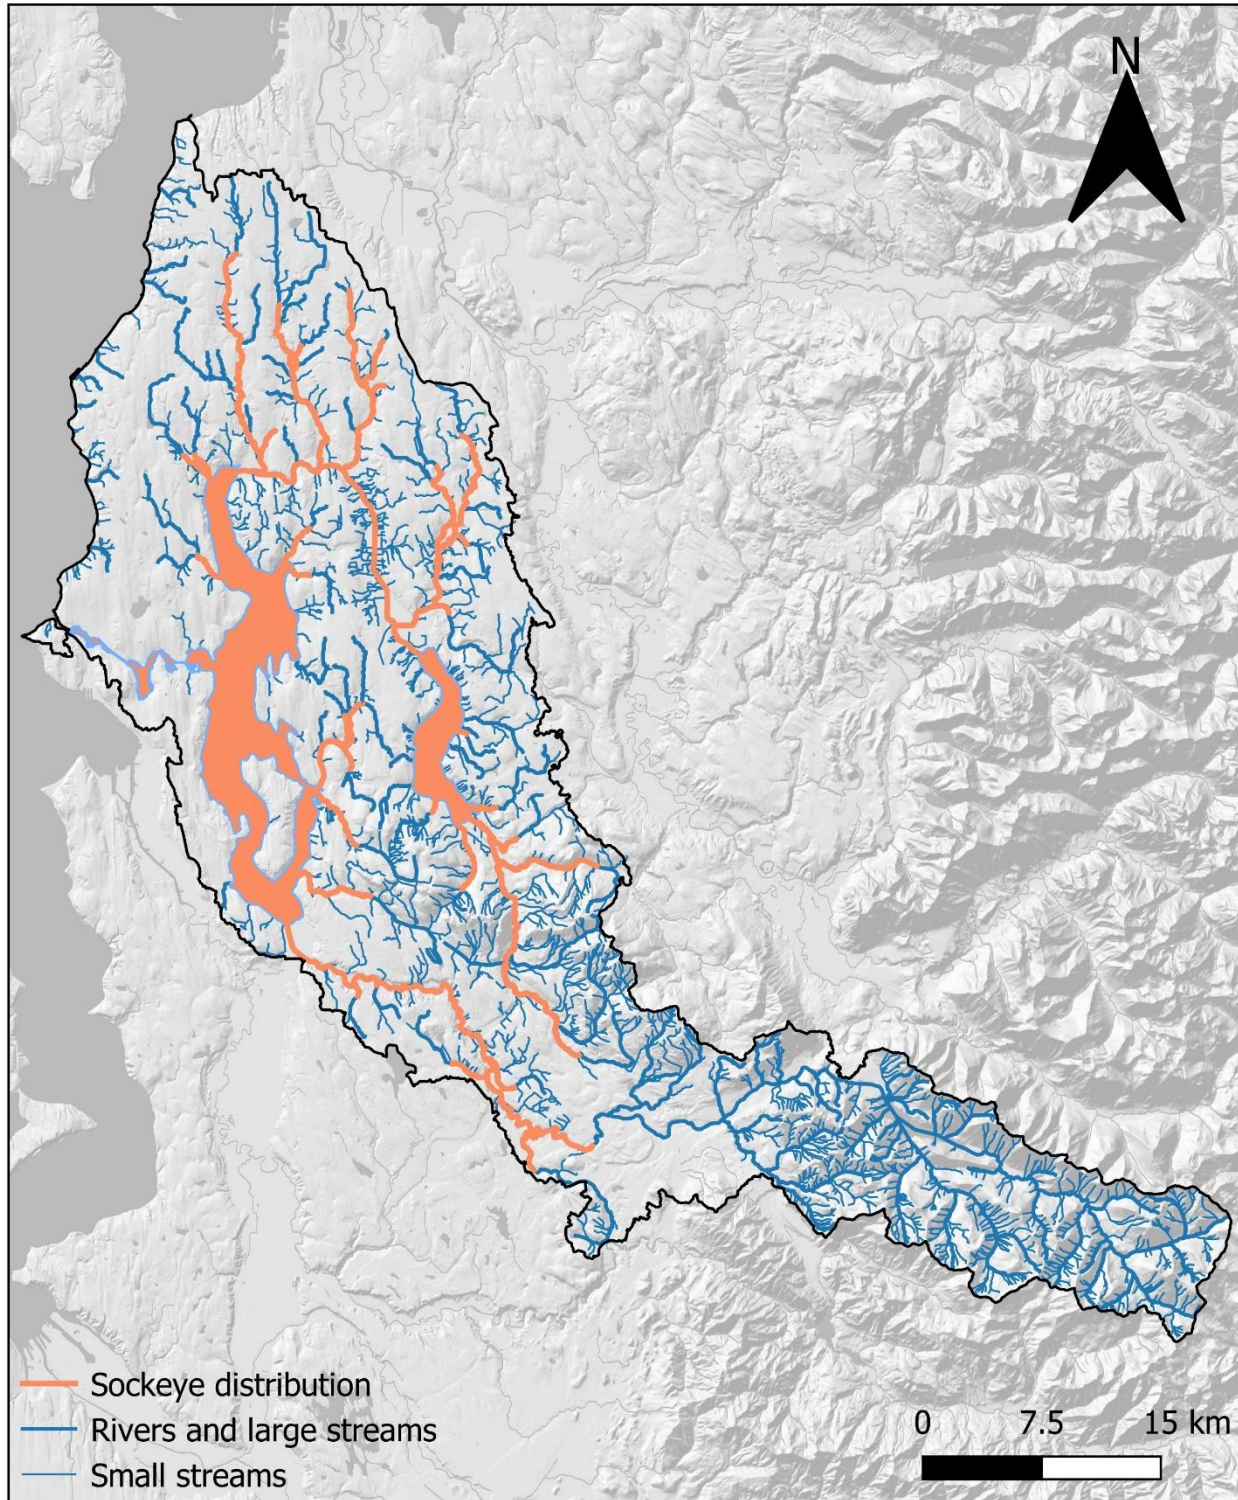 N
Sockeye distribution
Rivers and large streams
Small streams
0 7.5 15 km